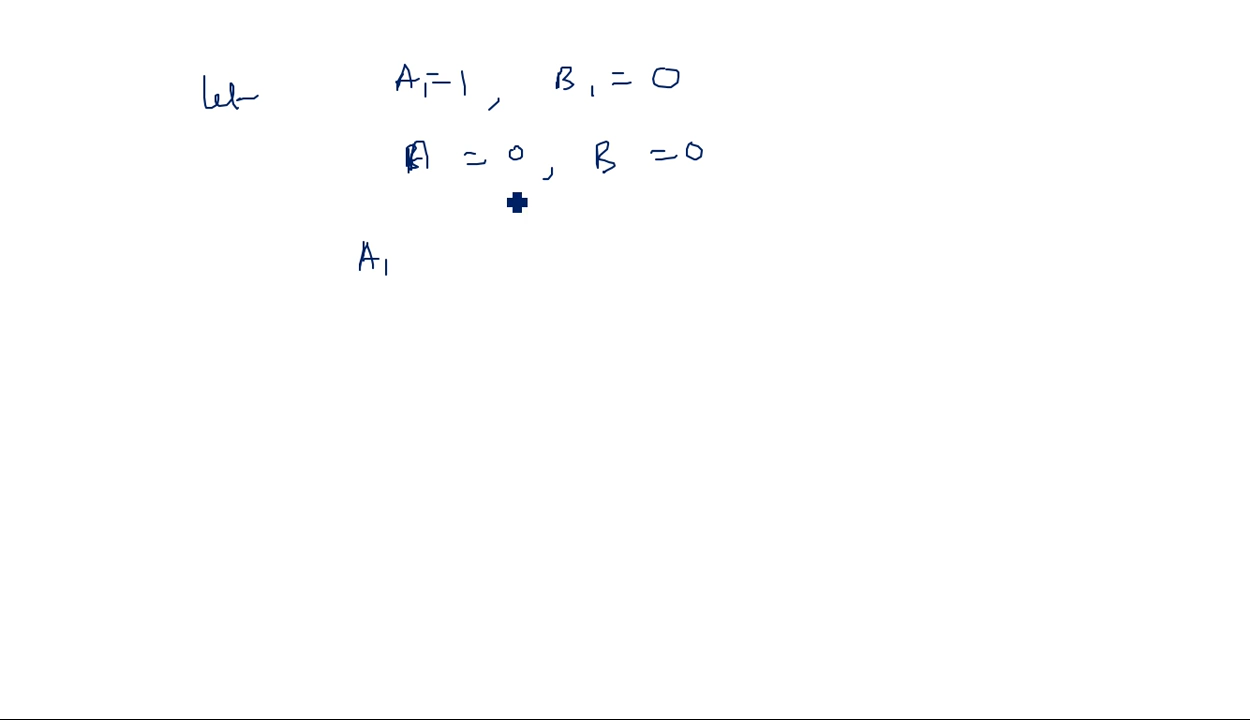 let A₁=1, B₁ = 0
A = 0, B = 0
A₁